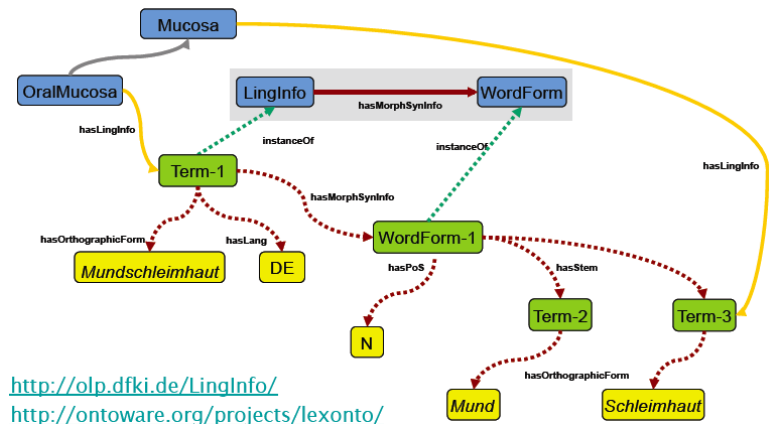 Mucosa
OralMucosa
LingInfo
WordForm
hasMorphSynInfo
hasLingInfo
instanceOf
instanceOf
hasLingInfo
Term-1
hasMorphSynInfo
hasOrthographicForm
hasLang
WordForm-1
Mundschleimhaut
DE
hasPoS
hasStem
Term-2
Term-3
N
hasOrthographicForm
http://olp.dfki.de/LingInfo/
Mund
Schleimhaut
http://ontoware.org/projects/lexonto/